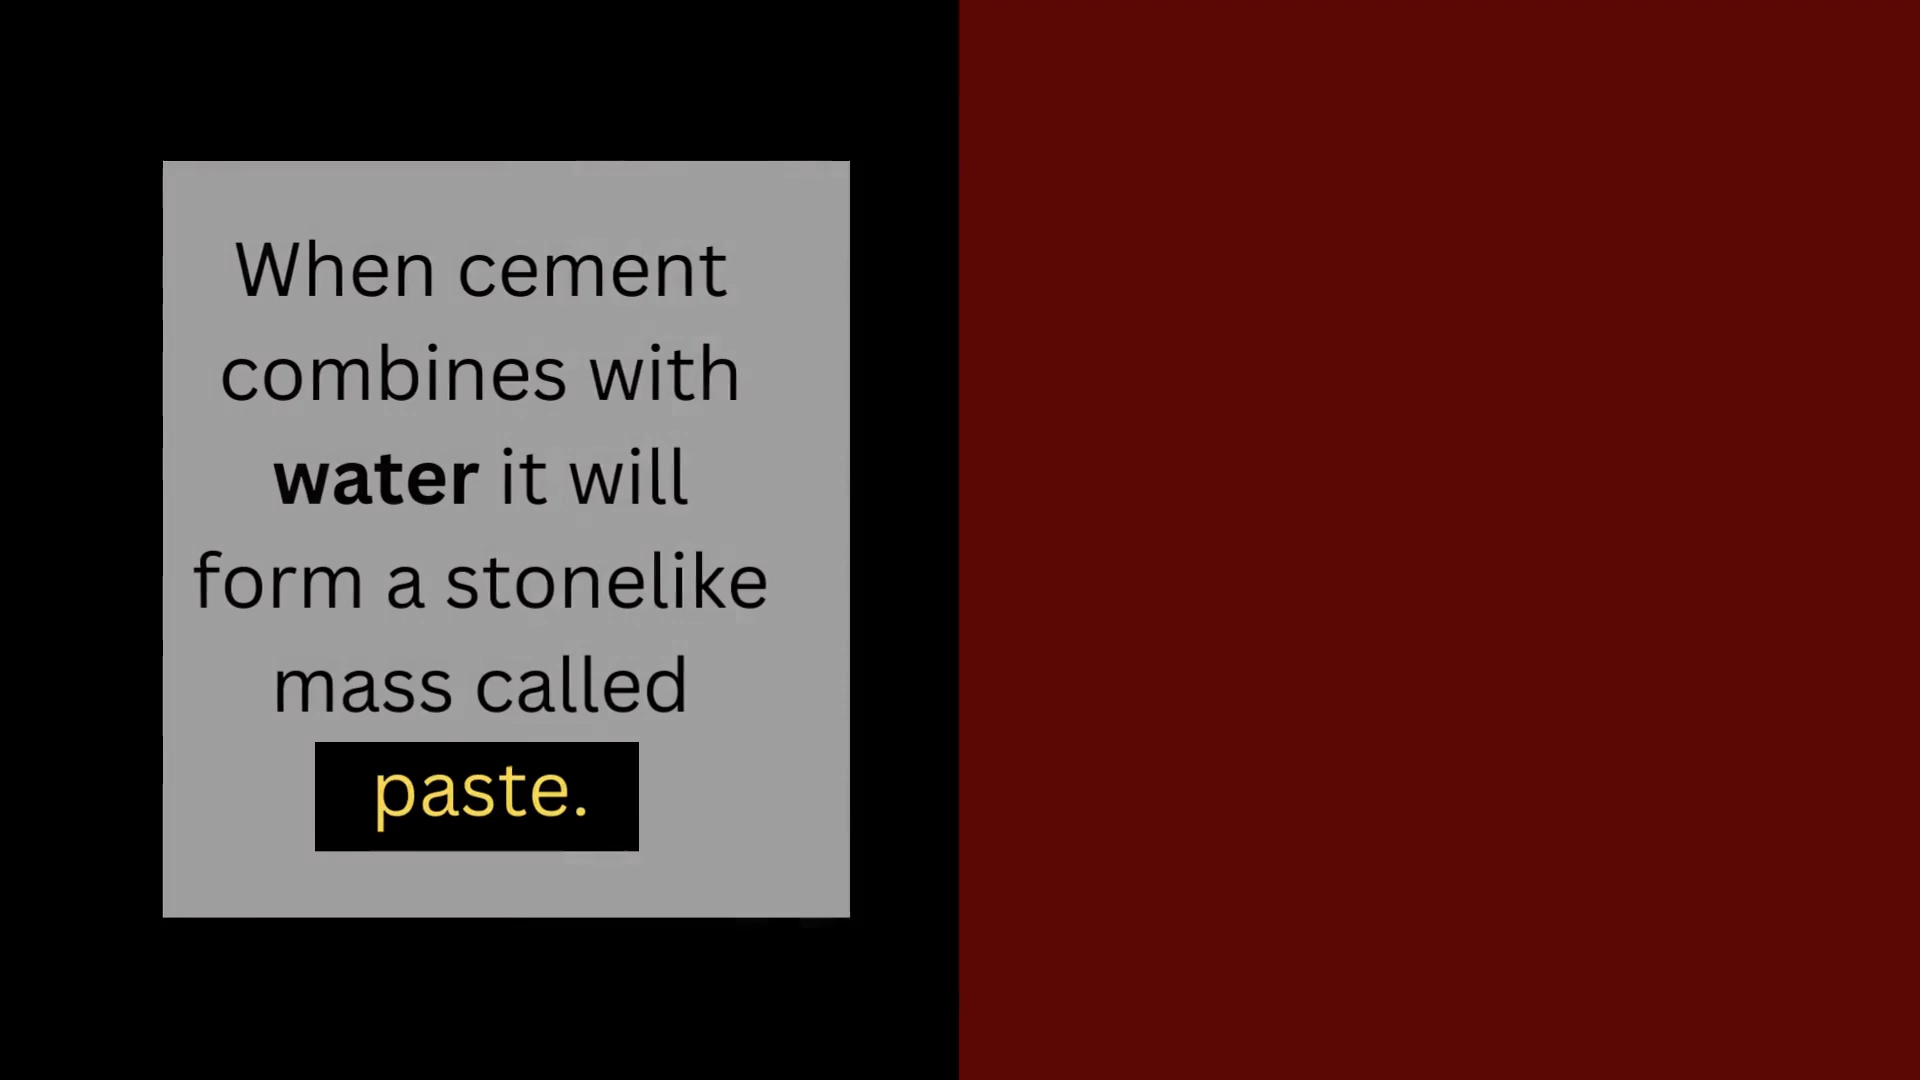 When cement
combines with
water it will
form a stonelike
mass called
paste.